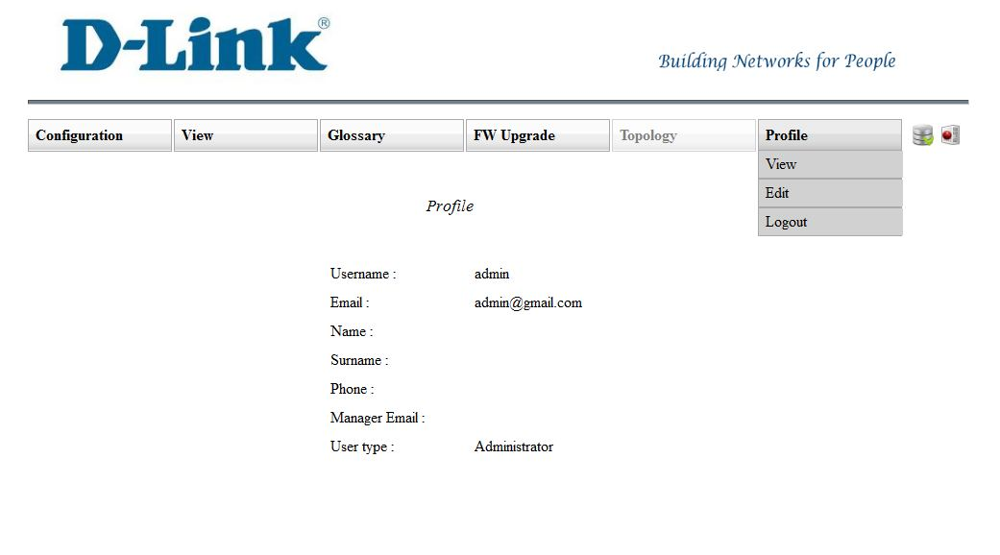 D-Link®
Building Networks for People
Configuration View Glossary FW Upgrade Topology Profile
View
Edit
Logout
Profile
Username : admin
Email : admin@gmail.com
Name :
Surname :
Phone :
Manager Email :
User type : Administrator